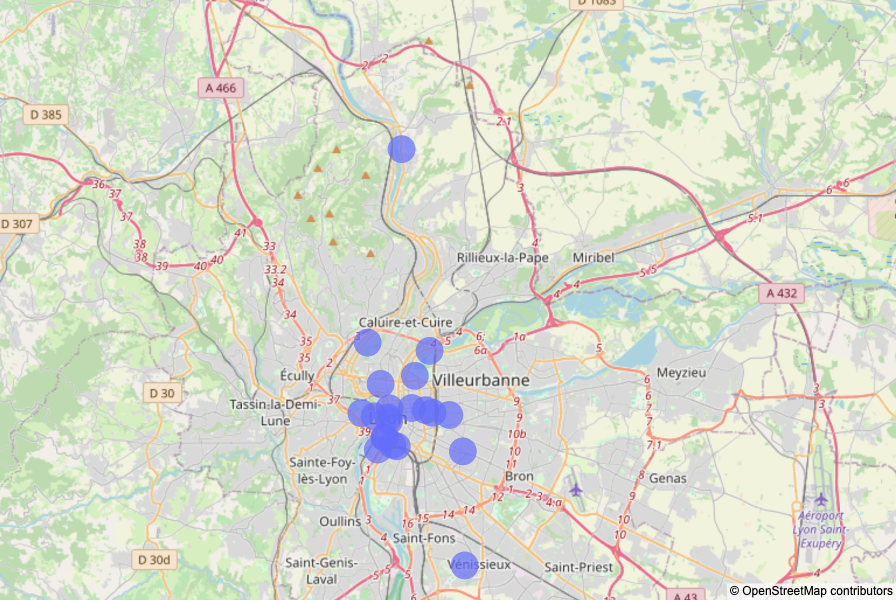 D 1083
2
2
A 466
2.1
D 385
3
36
37
37
6
6
5.1
D 307
41
38
38
39
40
40
33
4
33.2
34
Rillieux-la-Pape
Miribel
5
5
4
4
A 432
34
Caluire-et-Cuire
4
5
6;
6a
1a
35
35
5
2
Écully
1
Villeurbanne
Meyzieu
3
6
6
D 30
Tassin-la-Demi-
Lune
37
9
9
39
10b
10
11
7
7
8
Sainte-Foy-
lès-Lyon
1
1
Bron
Genas
12
2
3
4a
9
10
10
Aéroport
Lyon Saint-
Exupéry
Oullins
3
4
16
15
14
14
Saint-Fons
D 30d
Saint-Genis-
Laval
5
5
Vénissieux
Saint-Priest
4
A 43
© OpenStreetMap contributors